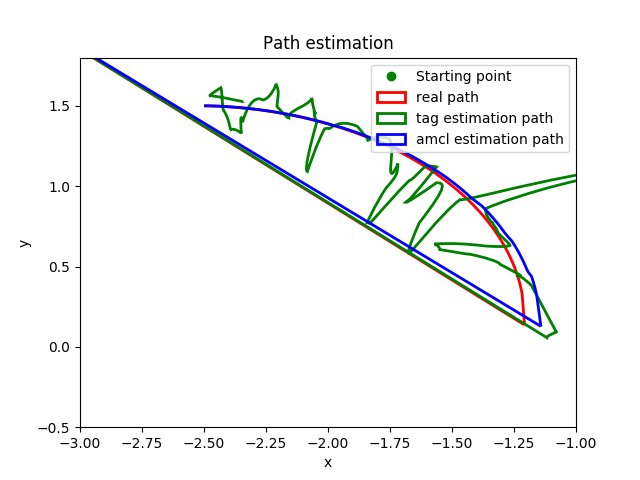 Path estimation
Starting point
real path
tag estimation path
amcl estimation path
y
1.5
1.0
0.5
0.0
−0.5
−3.00 −2.75 −2.50 −2.25 −2.00 −1.75 −1.50 −1.25 −1.00
x